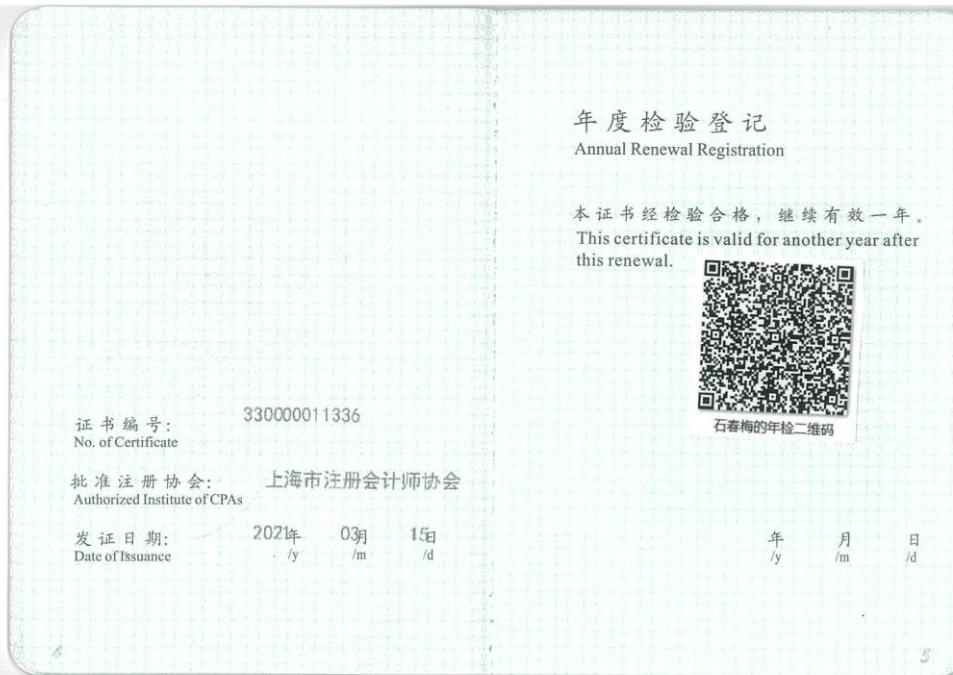 证书编号: 330000011336
No. of Certificate
批准注册协会: 上海市注册会计师协会
Authorized Institute of CPAs
发证日期: 2021年 03月 15日
Date of Issuance /y /m /d
4
年度检验登记
Annual Renewal Registration
本证书经检验合格，继续有效一年。
This certificate is valid for another year after
this renewal.
石春梅的年检二维码
年 月 日
/y /m /d
5